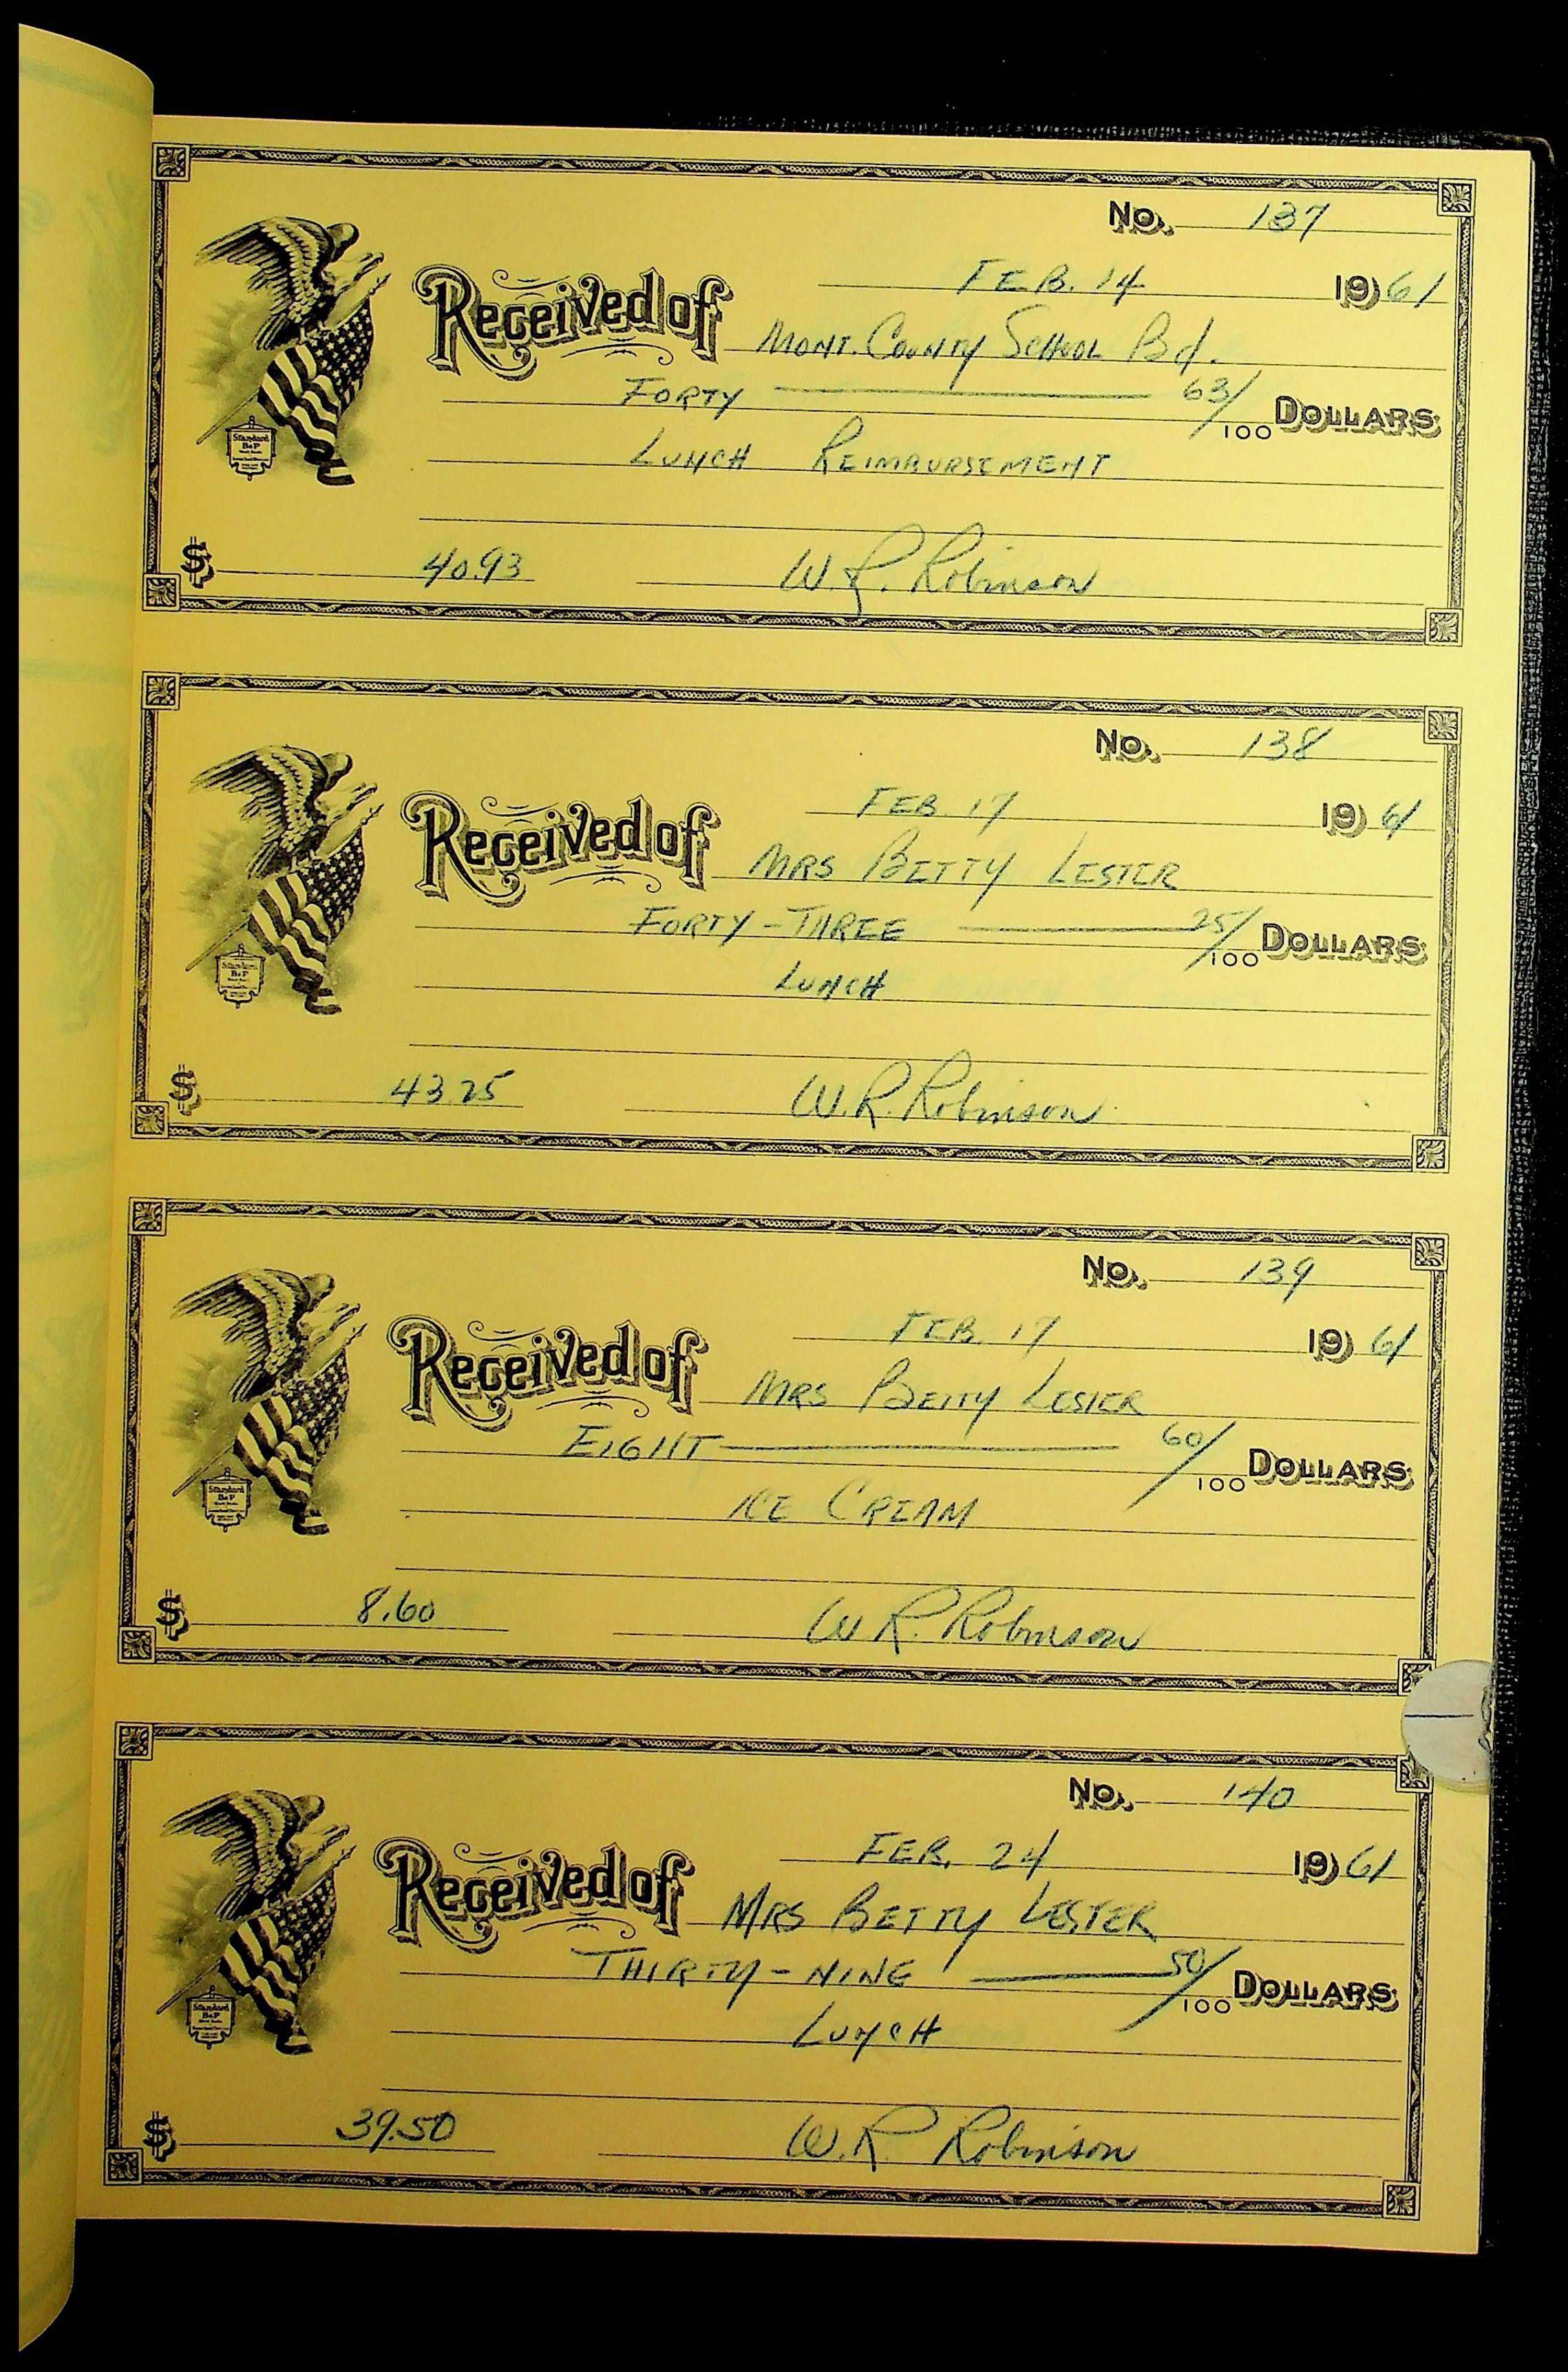 No. 137
FEB. 14 1961
Received of MONT. COUNTY SCHOOL Bd.
FORTY 63/100 DOLLARS
LUNCH REIMBURSEMENT
Standard
B&P
$ 40.93 W. R. Robinson
No. 138
FEB. 17 1961
Received of MRS BETTY LESTER
FORTY-THREE 25/100 DOLLARS
LUNCH
Standard
B&P
$ 43.25 W. R. Robinson
No. 139
FEB. 17 1961
Received of MRS BETTY LESTER
EIGHT 60/100 DOLLARS
ICE CREAM
Standard
B&P
$ 8.60 W R. Robinson
No. 140
FEB. 24 1961
Received of MRS BETTY LESTER
THIRTY-NINE 50/100 DOLLARS
LUNCH
Standard
B&P
$ 39.50 W. R. Robinson